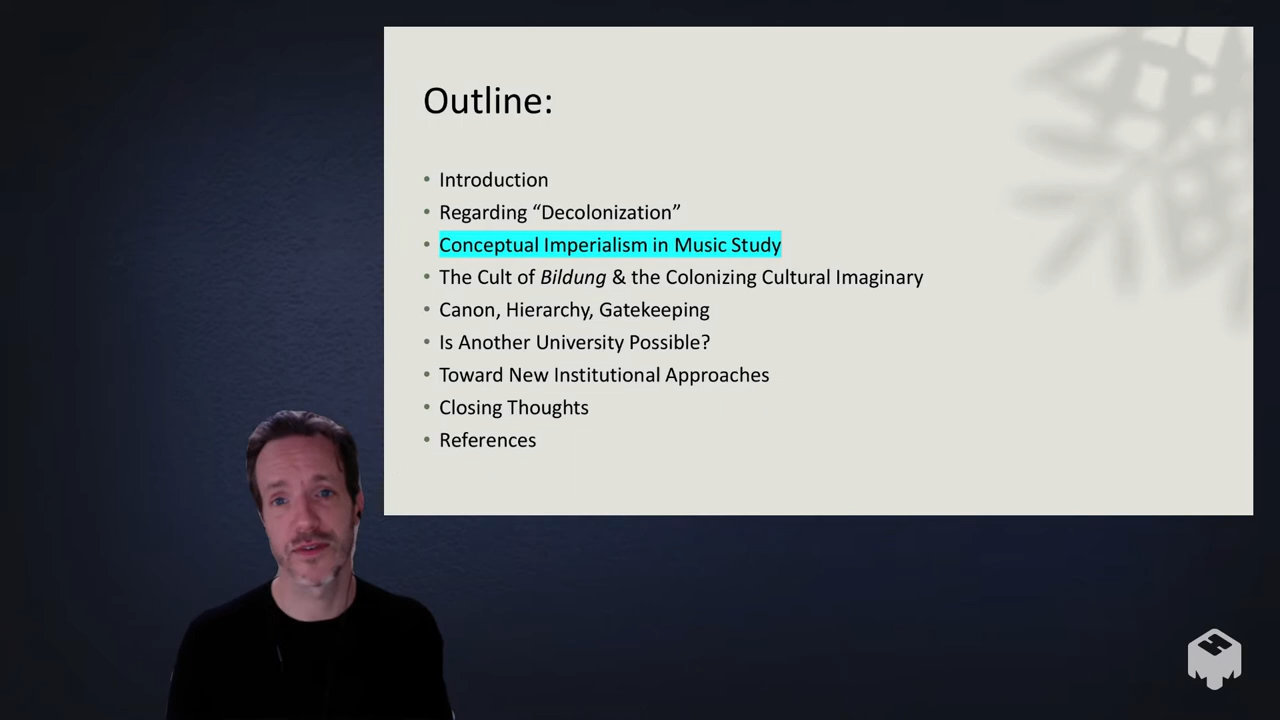 Outline:
• Introduction
• Regarding “Decolonization”
• Conceptual Imperialism in Music Study
• The Cult of Bildung & the Colonizing Cultural Imaginary
• Canon, Hierarchy, Gatekeeping
• Is Another University Possible?
• Toward New Institutional Approaches
• Closing Thoughts
• References